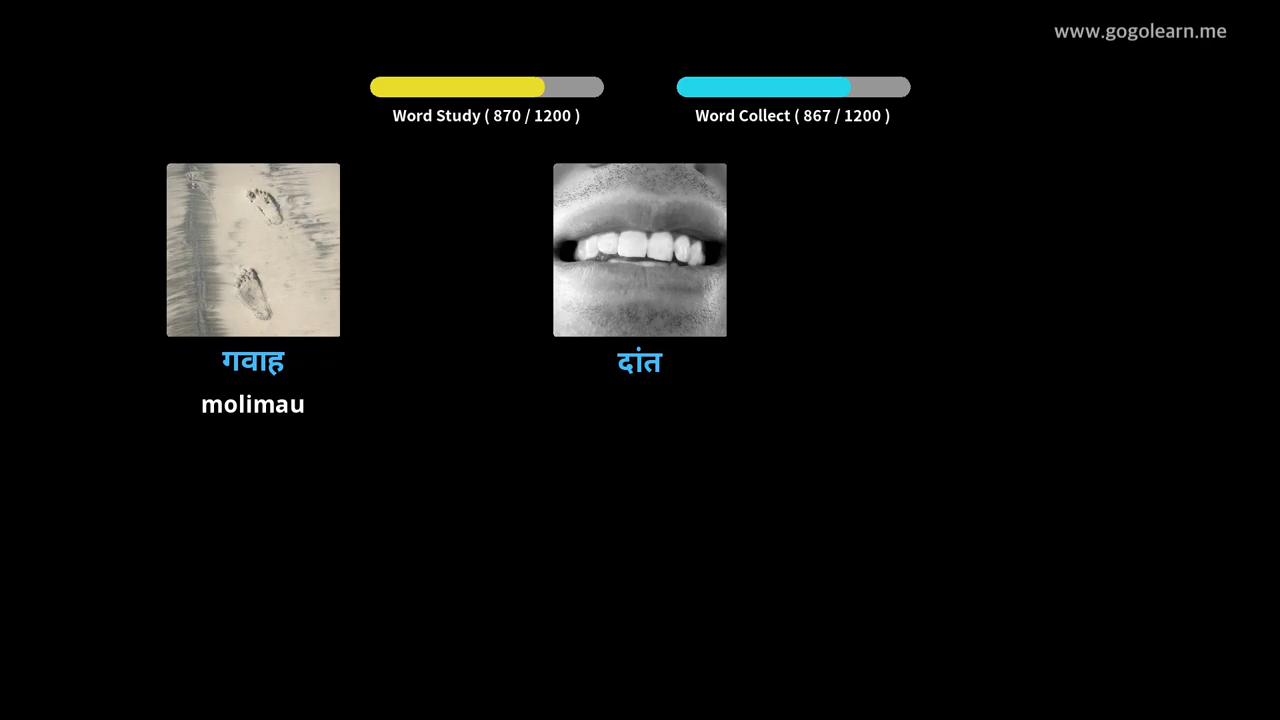 www.gogolearn.me
Word Study ( 870 / 1200 )
Word Collect ( 867 / 1200 )
गवाह
दांत
molimau